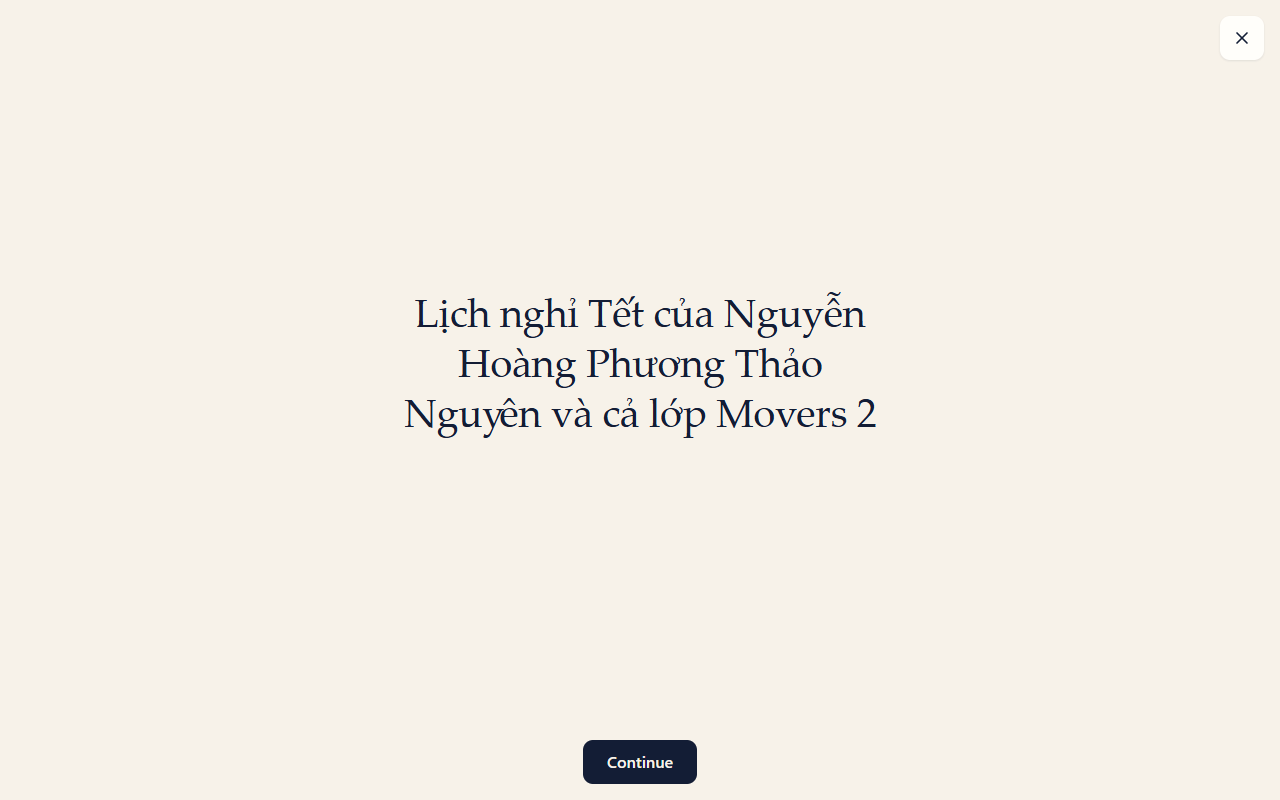 Lịch nghỉ Tết của Nguyễn
Hoàng Phương Thảo
Nguyên và cả lớp Movers 2
Continue